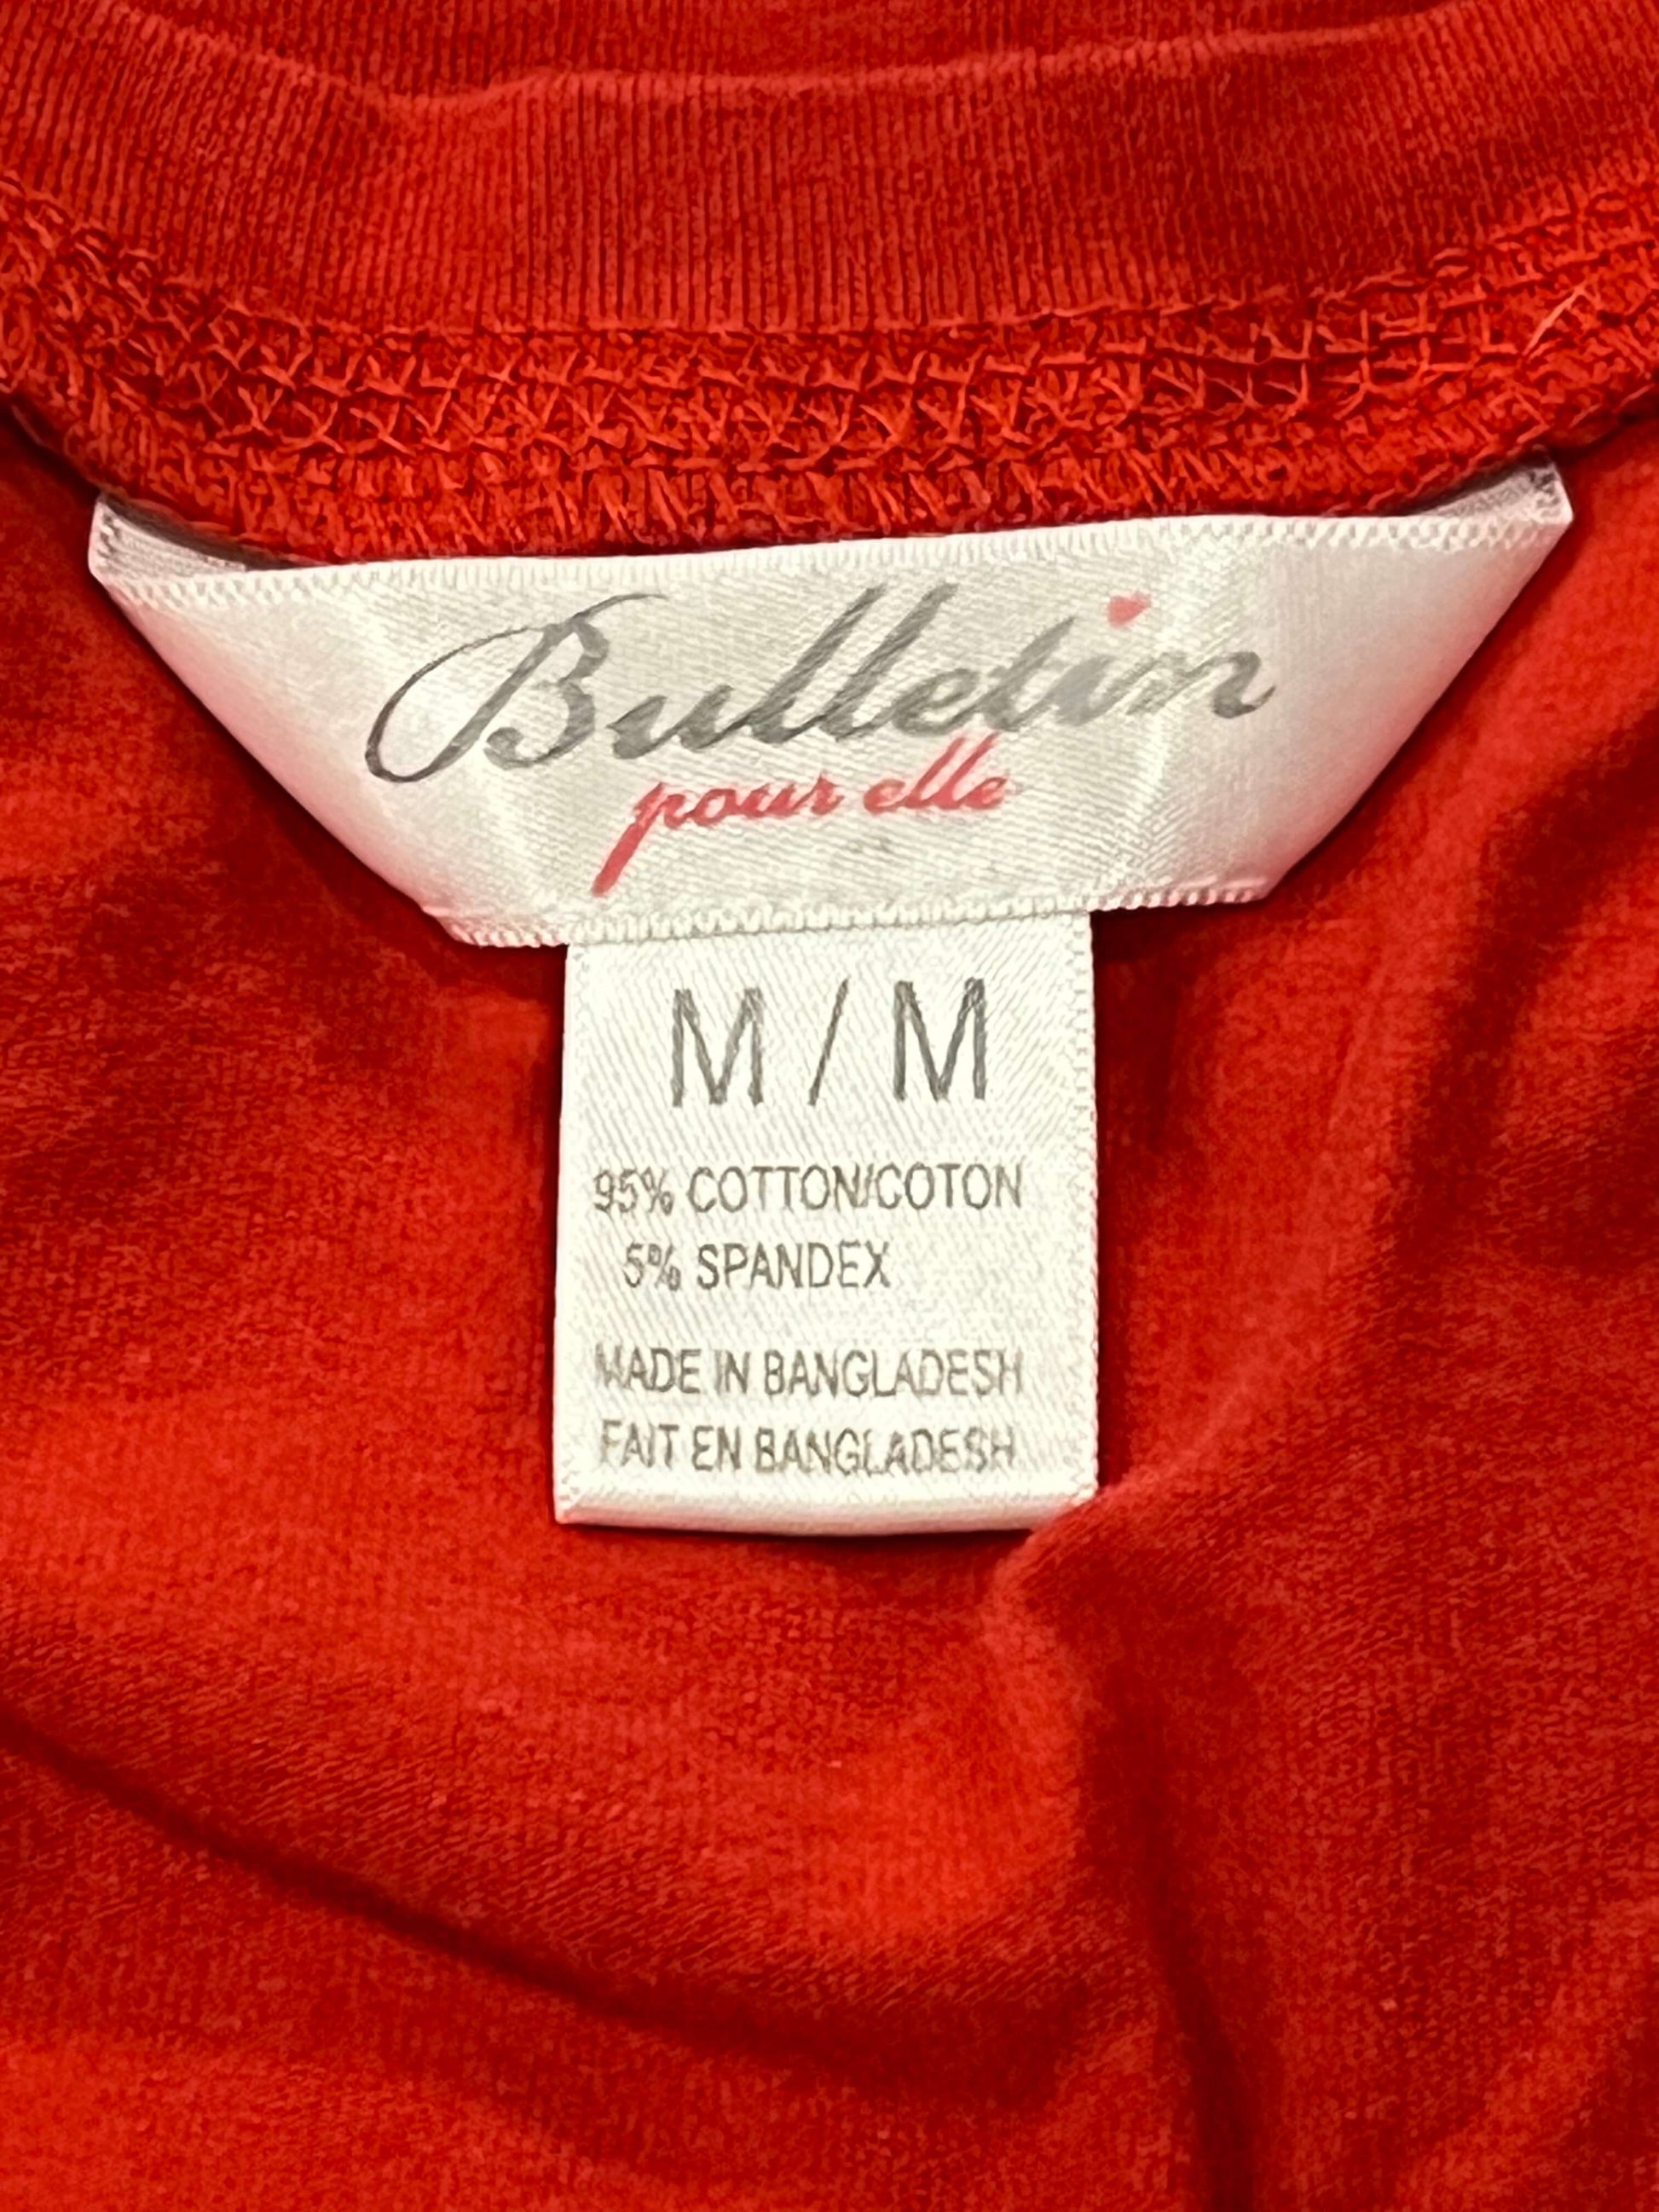 Bulletin
pour elle
M / M
95% COTTON/COTON
5% SPANDEX
MADE IN BANGLADESH
FAIT EN BANGLADESH